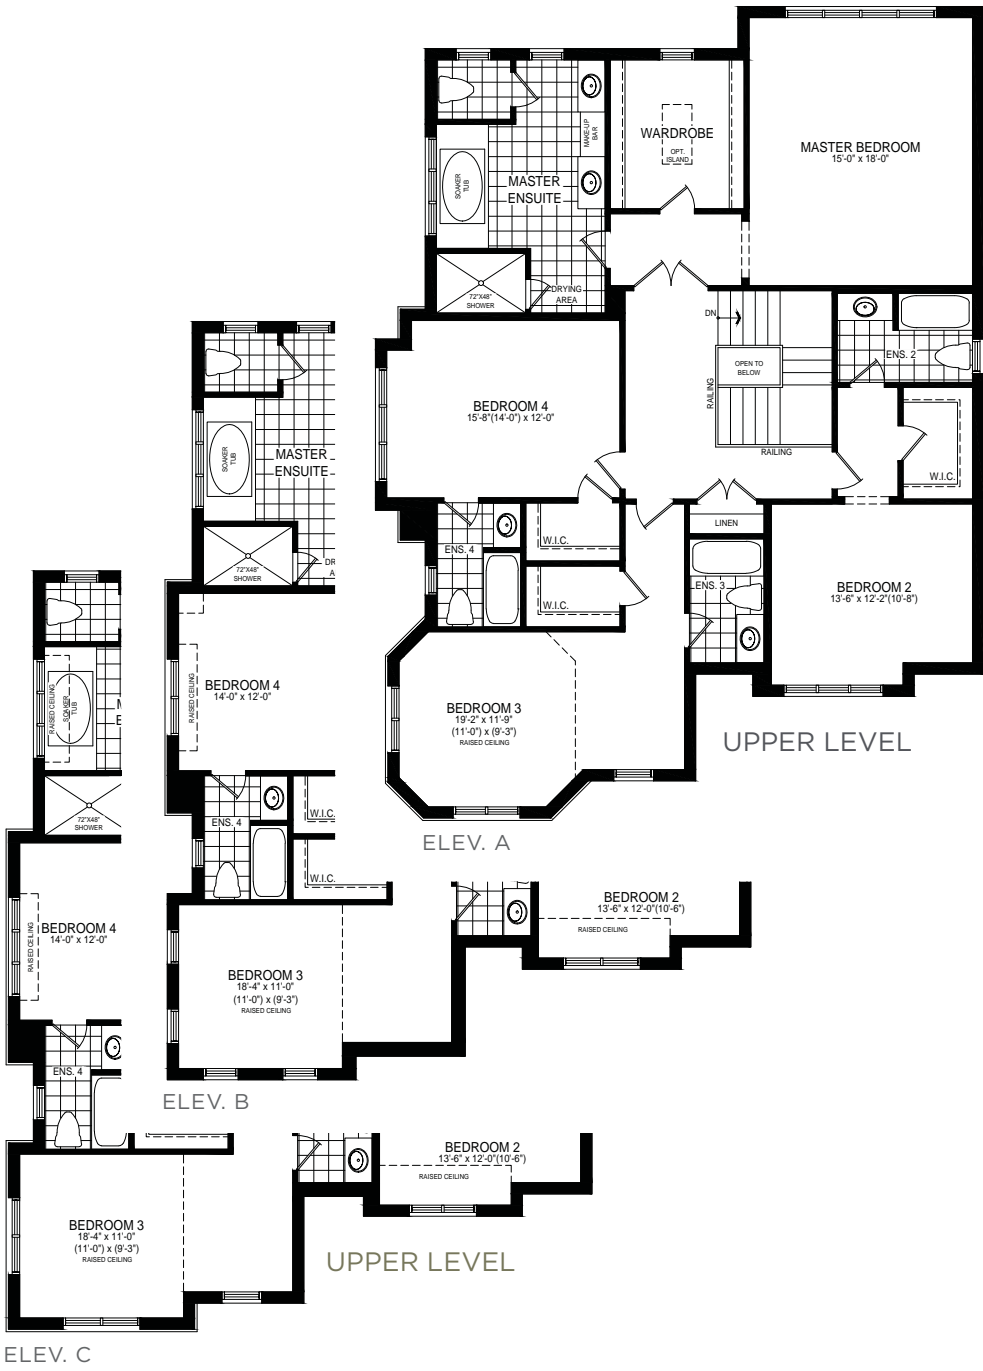 WARDROBE
OPT.
ISLAND
MASTER BEDROOM
15'-0" x 18'-0"
MAKE-UP
BAR
SOAKER
TUB
MASTER
ENSUITE
72"X48"
SHOWER
DRYING
AREA
DN
OPEN TO
BELOW
RAILING
RAILING
ENS. 2
W.I.C.
BEDROOM 4
15'-8"(14'-0") x 12'-0"
ENS. 4
W.I.C.
W.I.C.
LINEN
ENS. 3
BEDROOM 2
13'-6" x 12'-2"(10'-8")
BEDROOM 3
19'-2" x 11'-9"
(11'-0") x (9'-3")
RAISED CEILING
UPPER LEVEL
ELEV. A
SOAKER
TUB
MASTER
ENSUITE
72"X48"
SHOWER
DR
A
RAISED CEILING
BEDROOM 4
14'-0" x 12'-0"
ENS. 4
W.I.C.
W.I.C.
BEDROOM 2
13'-6" x 12'-0"(10'-6")
RAISED CEILING
BEDROOM 3
18'-4" x 11'-0"
(11'-0") x (9'-3")
RAISED CEILING
ELEV. B
RAISED CEILING
SOAKER
TUB
M
E
72"X48"
SHOWER
RAISED CEILING
BEDROOM 4
14'-0" x 12'-0"
ENS. 4
BEDROOM 2
13'-6" x 12'-0"(10'-6")
RAISED CEILING
BEDROOM 3
18'-4" x 11'-0"
(11'-0") x (9'-3")
RAISED CEILING
UPPER LEVEL
ELEV. C